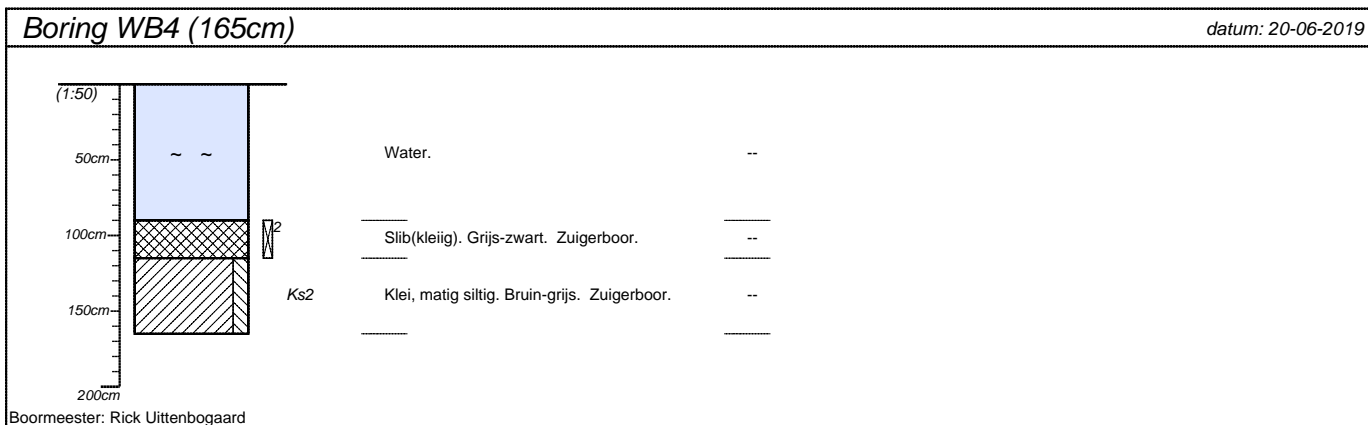 Boring WB4 (165cm)
datum: 20-06-2019
(1:50)
50cm
~ ~
Water.
--
100cm
2
Slib(kleiig). Grijs-zwart. Zuigerboor.
--
Ks2
Klei, matig siltig. Bruin-grijs. Zuigerboor.
--
150cm
200cm
Boormeester: Rick Uittenbogaard